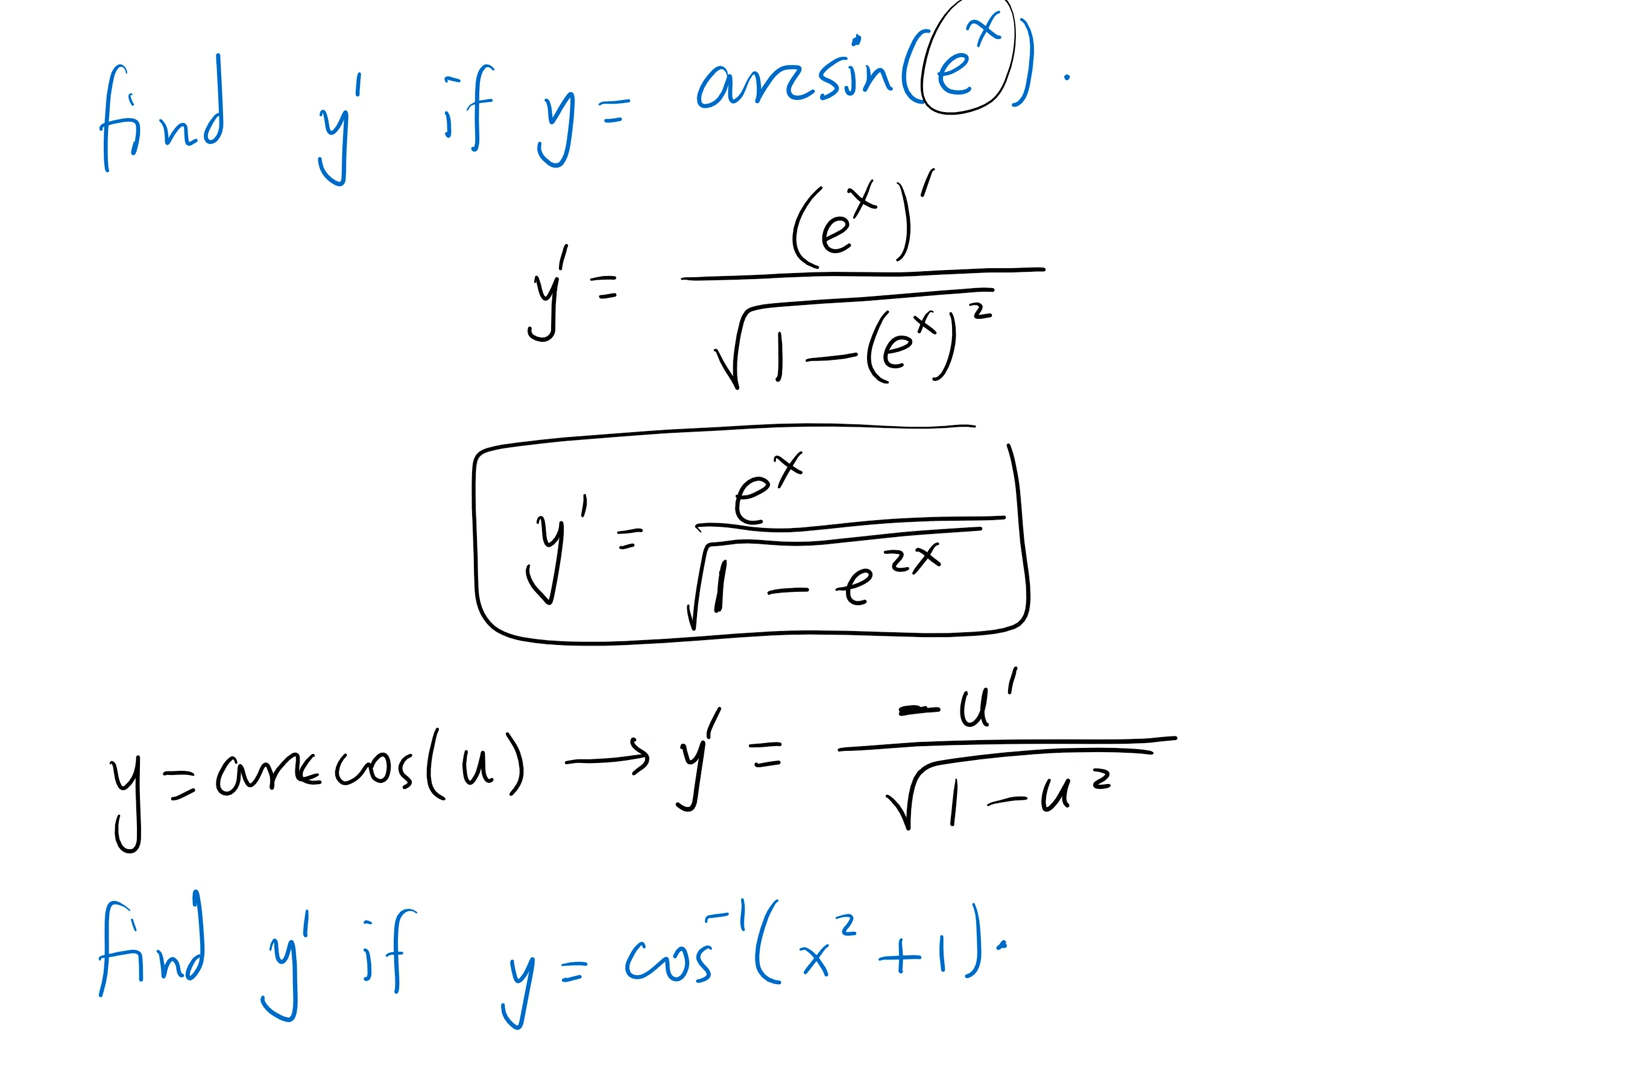 find y' if y = arcsin(e^x).
y' = (e^x)' / √(1 – (e^x)^2)
y' = e^x / √(1 – e^(2x))
y = arccos(u) → y' = -u' / √(1 – u^2)
find y' if y = cos^-1(x^2 + 1).